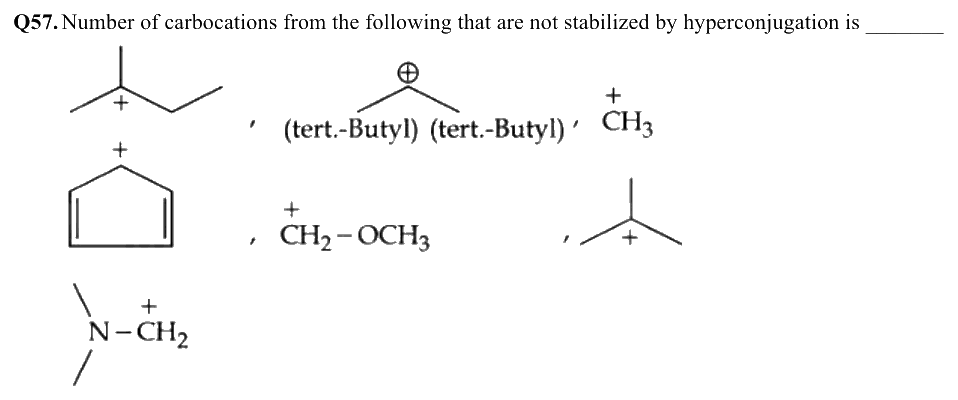 Q57. Number of carbocations from the following that are not stabilized by hyperconjugation is ________
+ , (tert.-Butyl) ⊕ (tert.-Butyl) , +CH₃
+ , +CH₂–OCH₃ , +
N–+CH₂